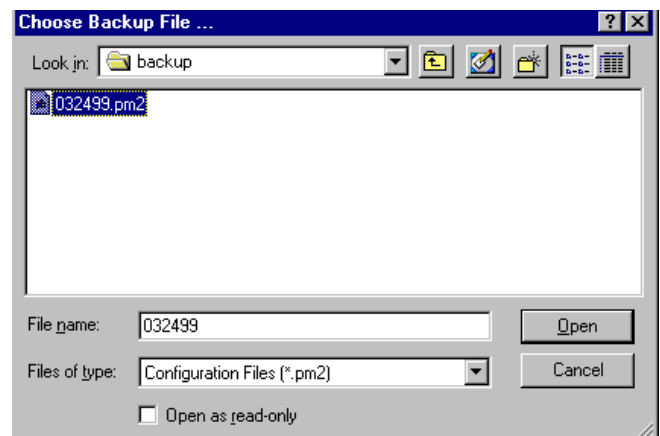 Choose Backup File ...
Look in: backup
032499.pm2
File name: 032499 Open
Files of type: Configuration Files (*.pm2) Cancel
Open as read-only